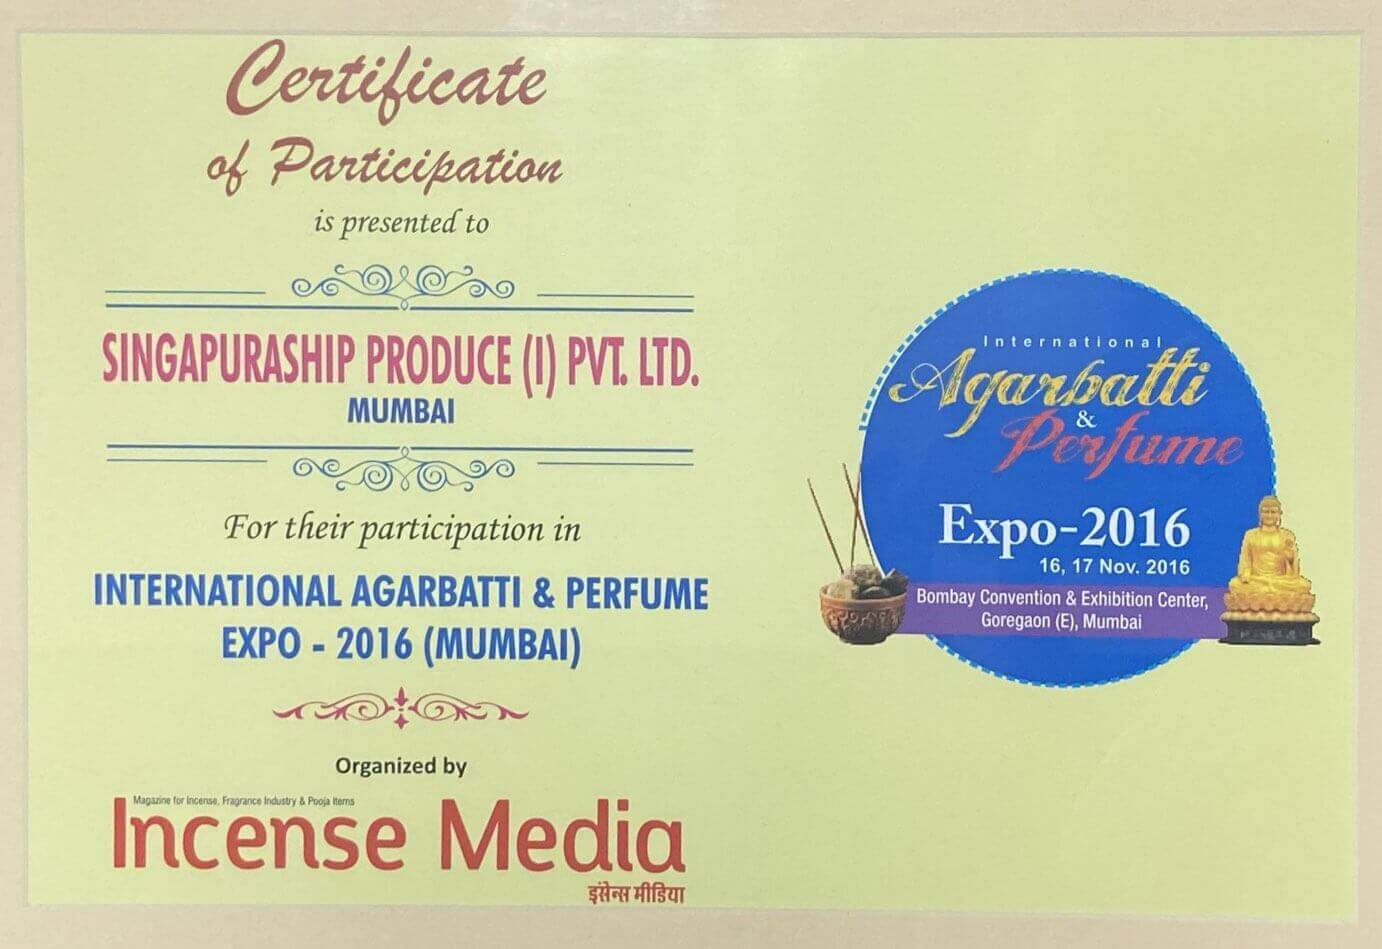 Certificate
of Participation
is presented to
SINGAPURASHIP PRODUCE (I) PVT. LTD.
MUMBAI
For their participation in
INTERNATIONAL AGARBATTI & PERFUME
EXPO - 2016 (MUMBAI)
Organized by
Magazine for Incense, Fragrance Industry & Pooja Items
Incense Media
इंसेन्स मीडिया
International
Agarbatti
&
Perfume
Expo-2016
16, 17 Nov. 2016
Bombay Convention & Exhibition Center,
Goregaon (E), Mumbai